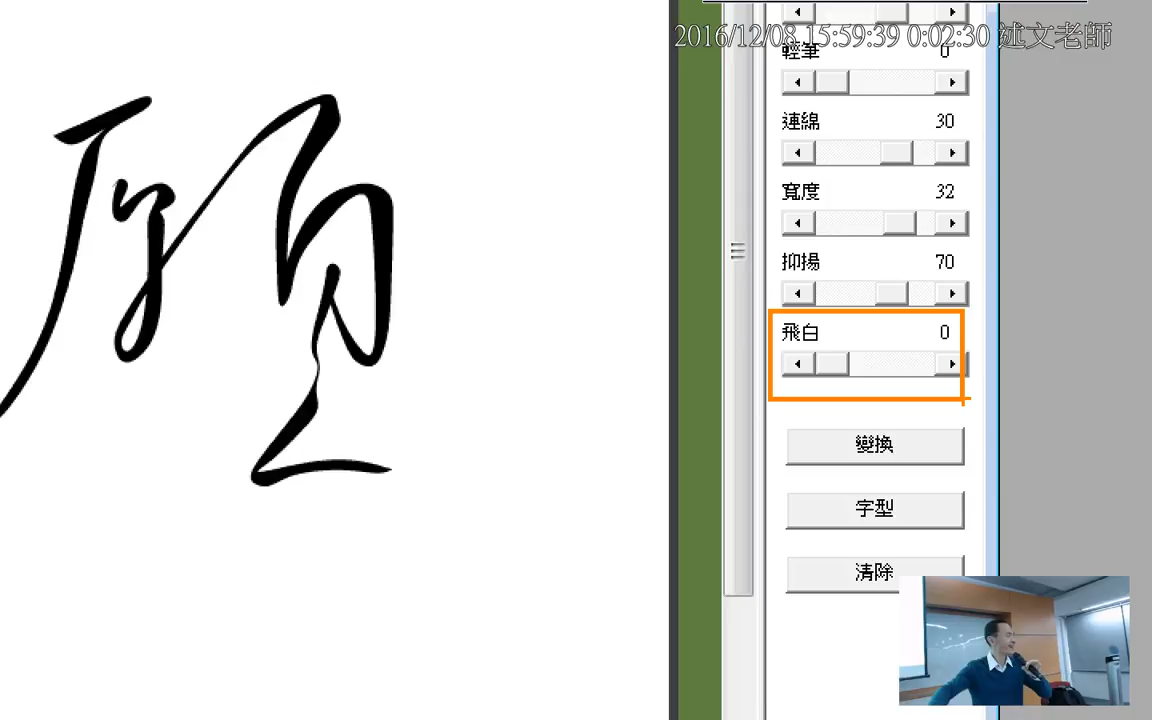 願
2016/12/08 15:59:39 0:02:30 述文老師
輕筆 0
連綿 30
寬度 32
抑揚 70
飛白 0
變換
字型
清除